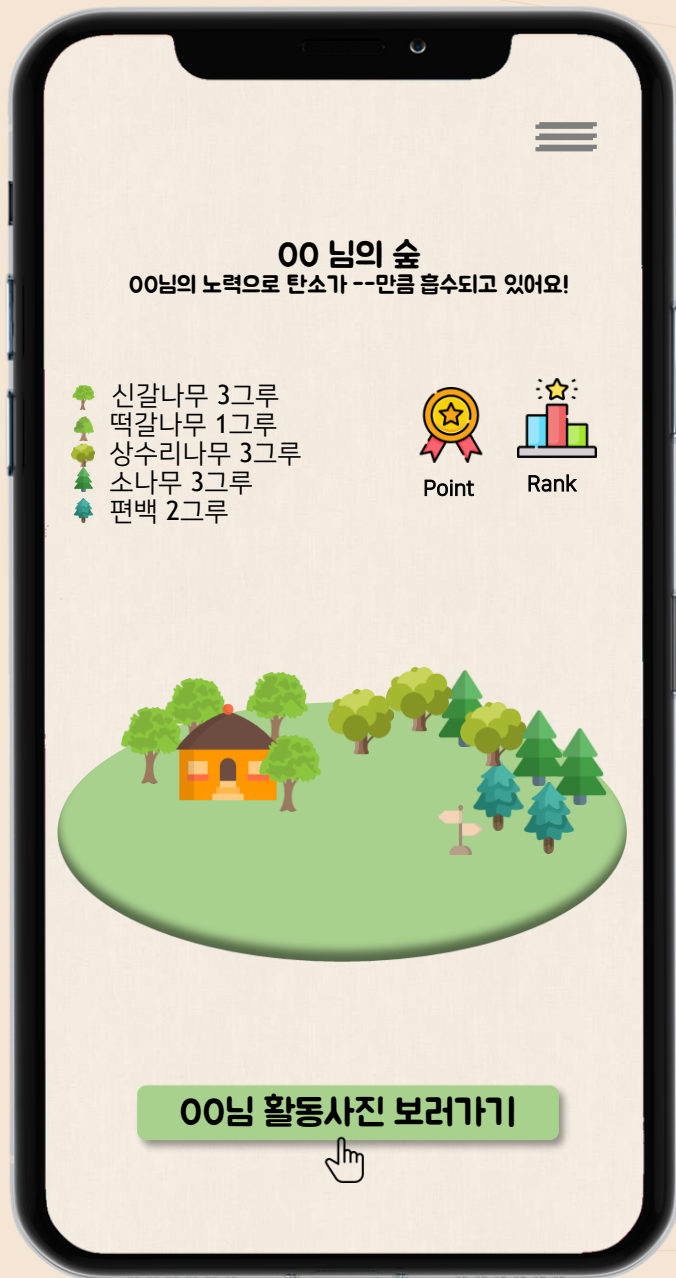 00 님의 숲
00님의 노력으로 탄소가 --만큼 흡수되고 있어요!
신갈나무 3그루
떡갈나무 1그루
상수리나무 3그루
소나무 3그루
편백 2그루
Point
Rank
00님 활동사진 보러가기